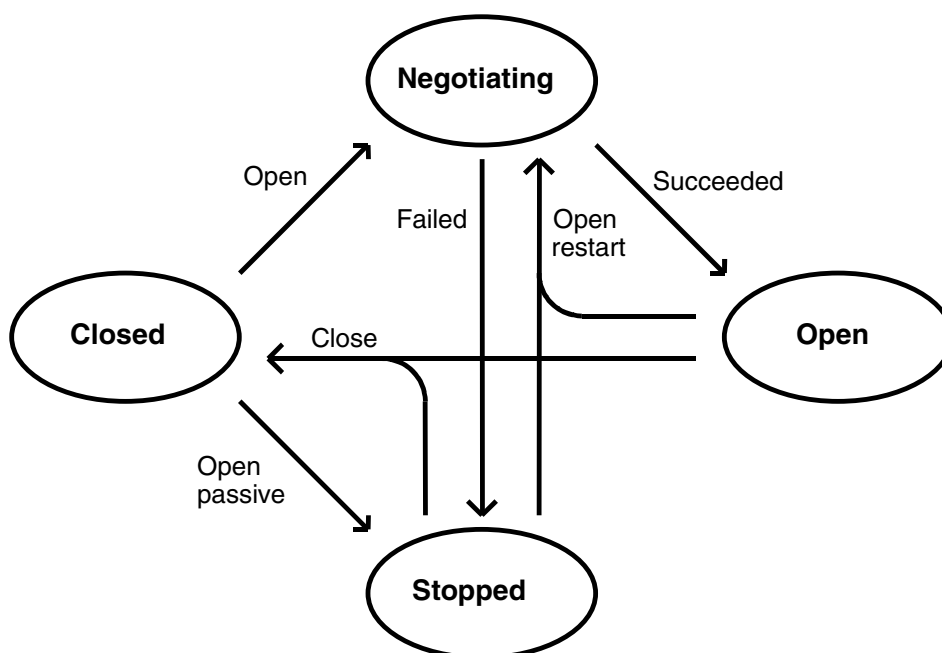 Negotiating
Open
Succeeded
Failed
Open
restart
Closed
Close
Open
Open
passive
Stopped